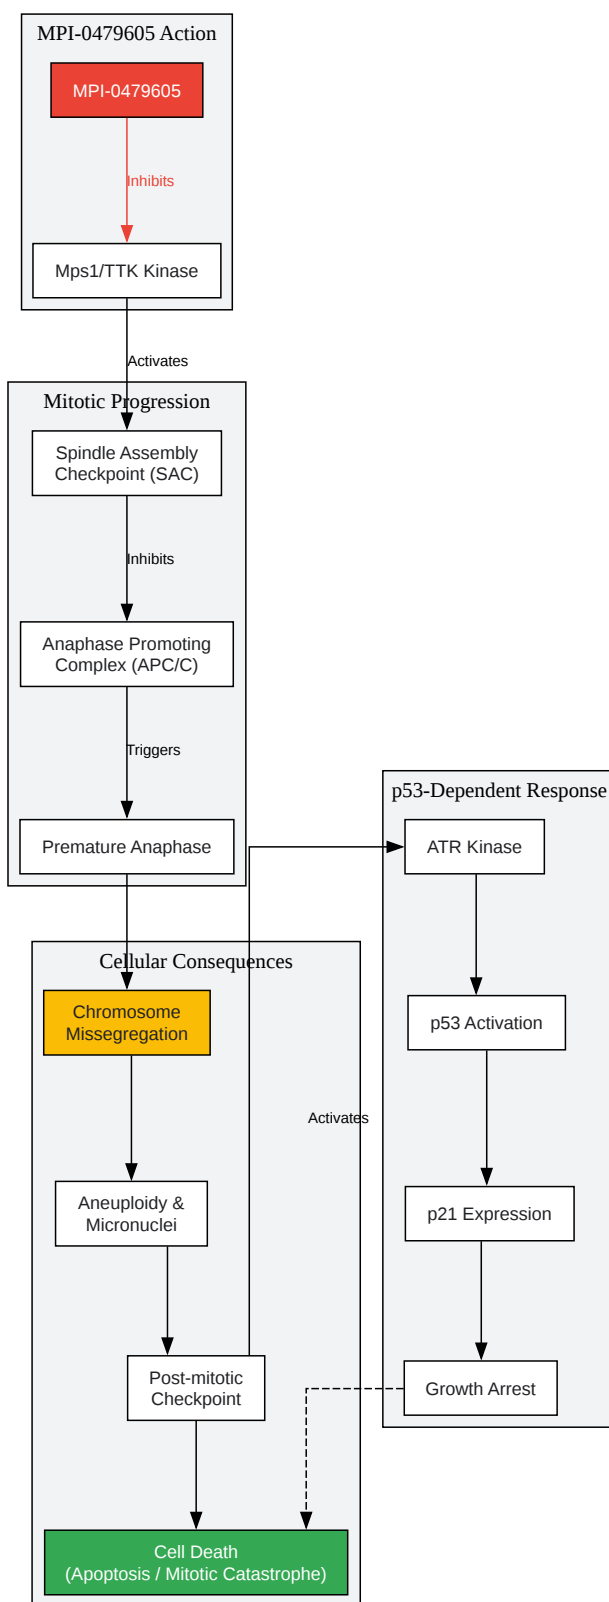 MPI-0479605 Action
MPI-0479605
Inhibits
Mps1/TTK Kinase
Activates
Mitotic Progression
Spindle Assembly
Checkpoint (SAC)
Inhibits
Anaphase Promoting
Complex (APC/C)
Triggers
Premature Anaphase
Cellular Consequences
Chromosome
Missegregation
Aneuploidy &
Micronuclei
Post-mitotic
Checkpoint
Activates
p53-Dependent Response
ATR Kinase
p53 Activation
p21 Expression
Growth Arrest
Cell Death
(Apoptosis / Mitotic Catastrophe)